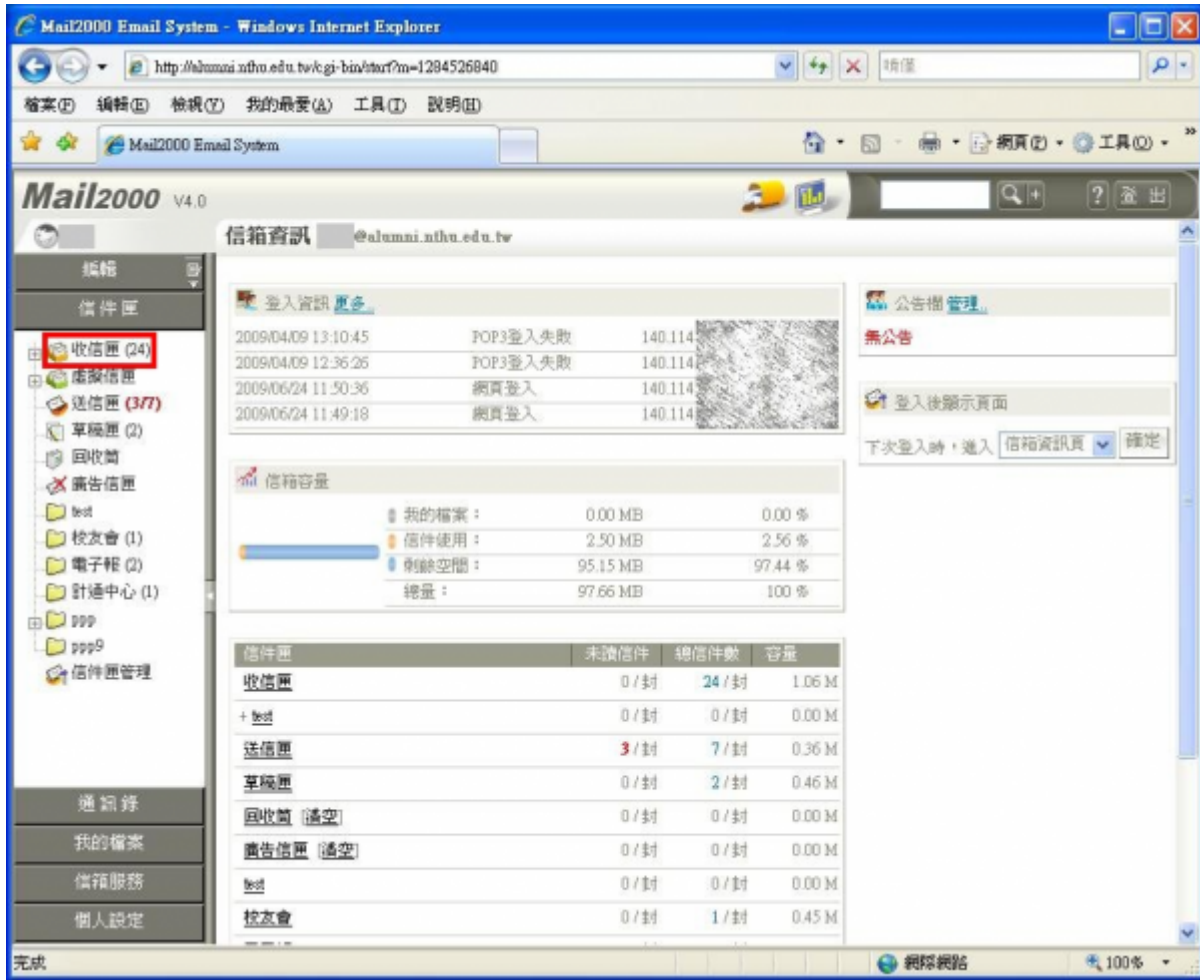 Mail2000 Email System - Windows Internet Explorer
http://alumni.nthu.edu.tw/cgi-bin/start?m=1284526840
檔案(F) 編輯(E) 檢視(V) 我的最愛(A) 工具(T) 說明(H)
Mail2000 Email System
網頁(P) 工具(O)
Mail2000 V4.0
? 登出
信箱資訊 @alumni.nthu.edu.tw
編輯
信件匣
收信匣 (24)
虛擬信匣
送信匣 (3/7)
草稿匣 (2)
回收筒
廣告信匣
test
校友會 (1)
電子報 (2)
計通中心 (1)
ppp
ppp9
信件匣管理
通訊錄
我的檔案
信箱服務
個人設定
登入資訊 更多..
2009/04/09 13:10:45 POP3登入失敗 140.114
2009/04/09 12:36:26 POP3登入失敗 140.114
2009/06/24 11:50:36 網頁登入 140.114
2009/06/24 11:49:18 網頁登入 140.114
信箱容量
我的檔案： 0.00 MB 0.00 %
信件使用： 2.50 MB 2.56 %
剩餘空間： 95.15 MB 97.44 %
總量： 97.66 MB 100 %
信件匣 未讀信件 總信件數 容量
收信匣 0 / 封 24 / 封 1.06 M
+ test 0 / 封 0 / 封 0.00 M
送信匣 3 / 封 7 / 封 0.36 M
草稿匣 0 / 封 2 / 封 0.46 M
回收筒 [清空] 0 / 封 0 / 封 0.00 M
廣告信匣 [清空] 0 / 封 0 / 封 0.00 M
test 0 / 封 0 / 封 0.00 M
校友會 0 / 封 1 / 封 0.45 M
公告欄 管理..
無公告
登入後顯示頁面
下次登入時，進入 信箱資訊頁 確定
完成 網際網路 100%